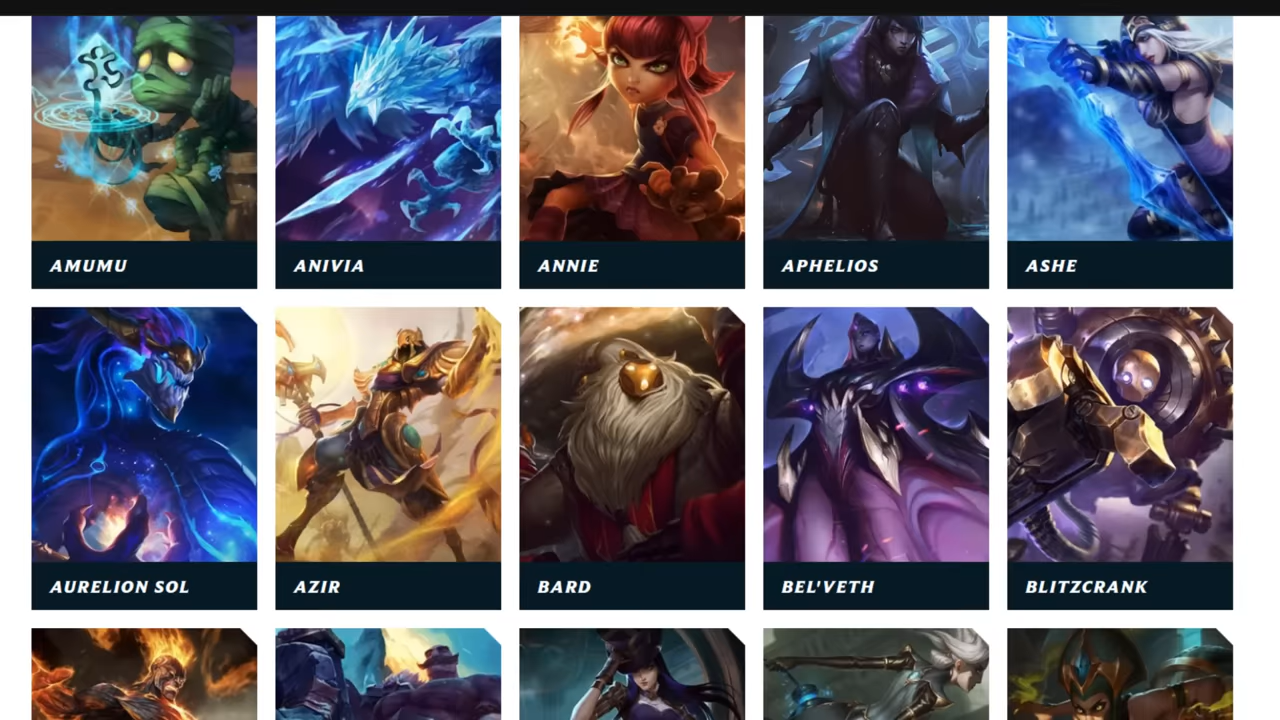 AMUMU
ANIVIA
ANNIE
APHELIOS
ASHE
AURELION SOL
AZIR
BARD
BEL'VETH
BLITZCRANK